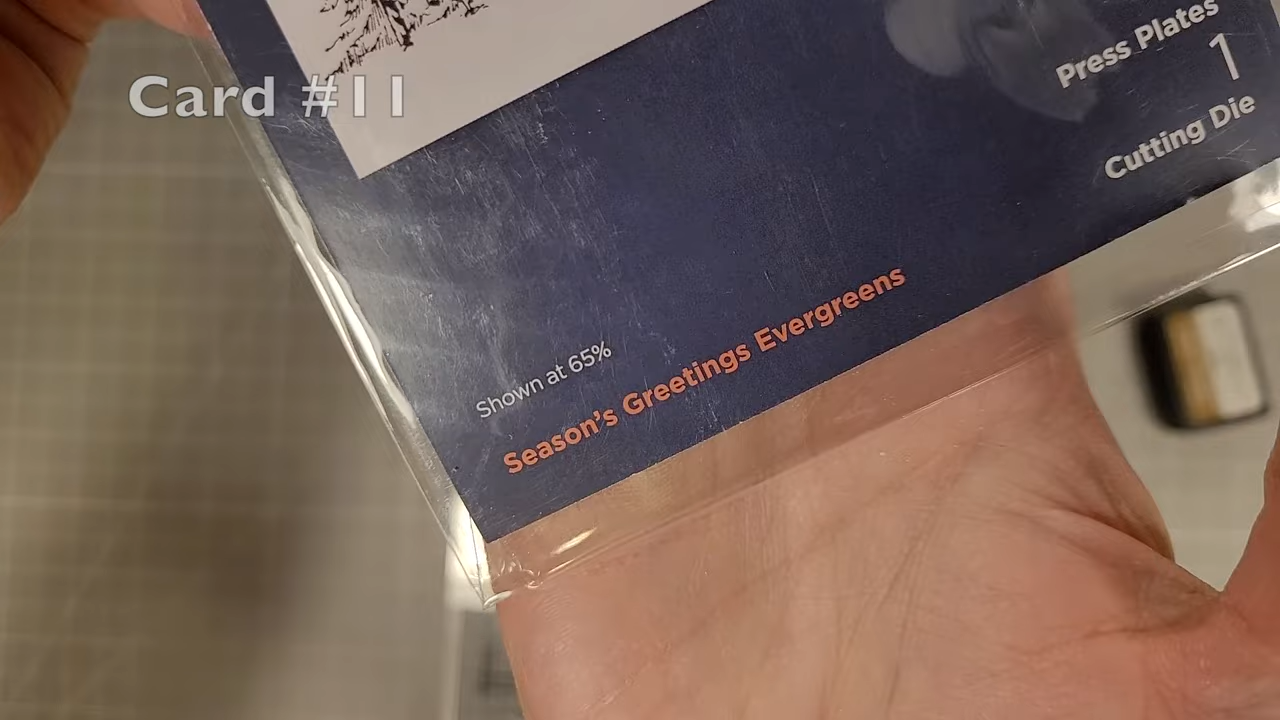 Card #11
Press Plates
1
Cutting Die
Shown at 65%
Season's Greetings Evergreens